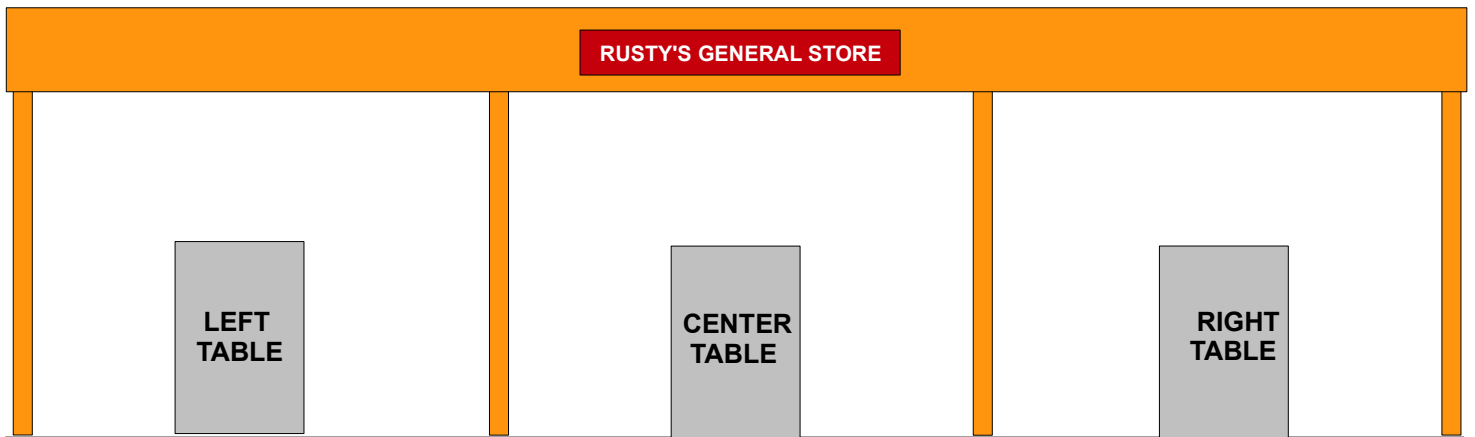 RUSTY'S GENERAL STORE
LEFT
TABLE
CENTER
TABLE
RIGHT
TABLE